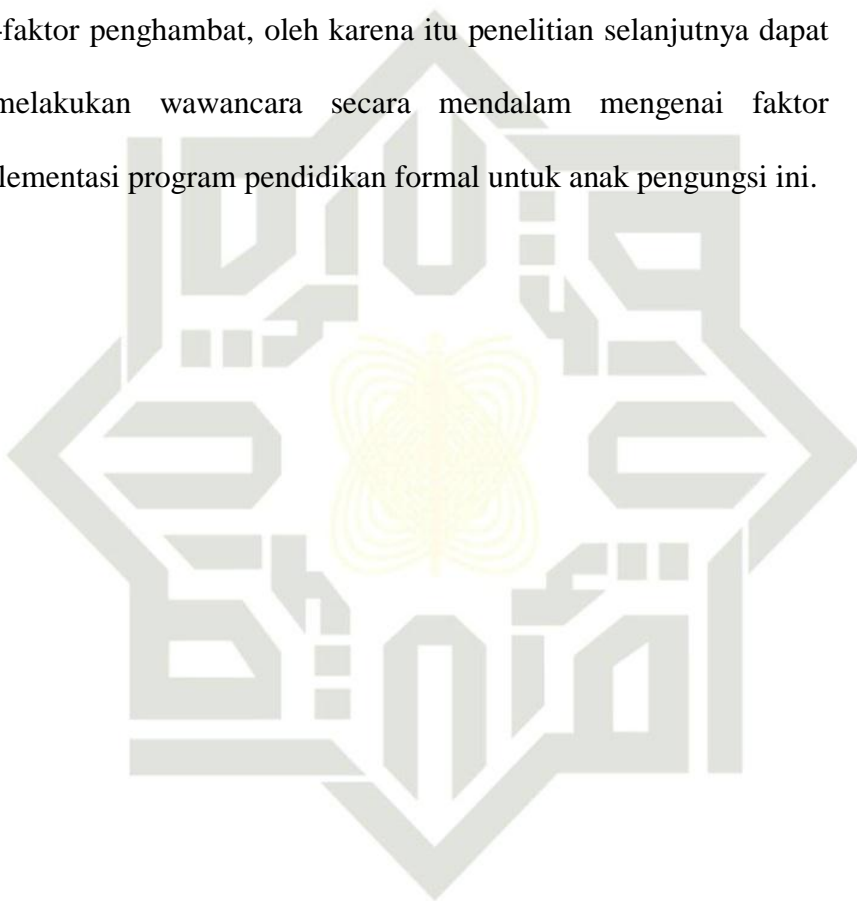 -faktor penghambat, oleh karena itu penelitian selanjutnya dapat
melakukan wawancara secara mendalam mengenai faktor
lementasi program pendidikan formal untuk anak pengungsi ini.